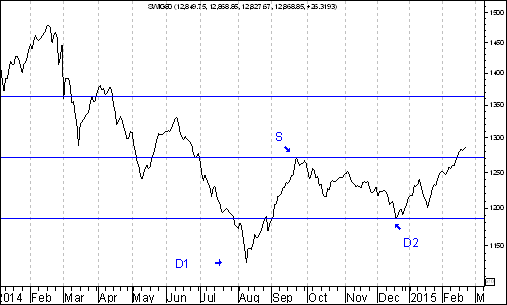 SWIG80 (12,849.75, 12,868.85, 12,827.67, 12,868.85, +26.3193)
1500
1450
1400
1350
1300
1250
1200
1150
S
D1
D2
2014 Feb Mar Apr May Jun Jul Aug Sep Oct Nov Dec 2015 Feb M